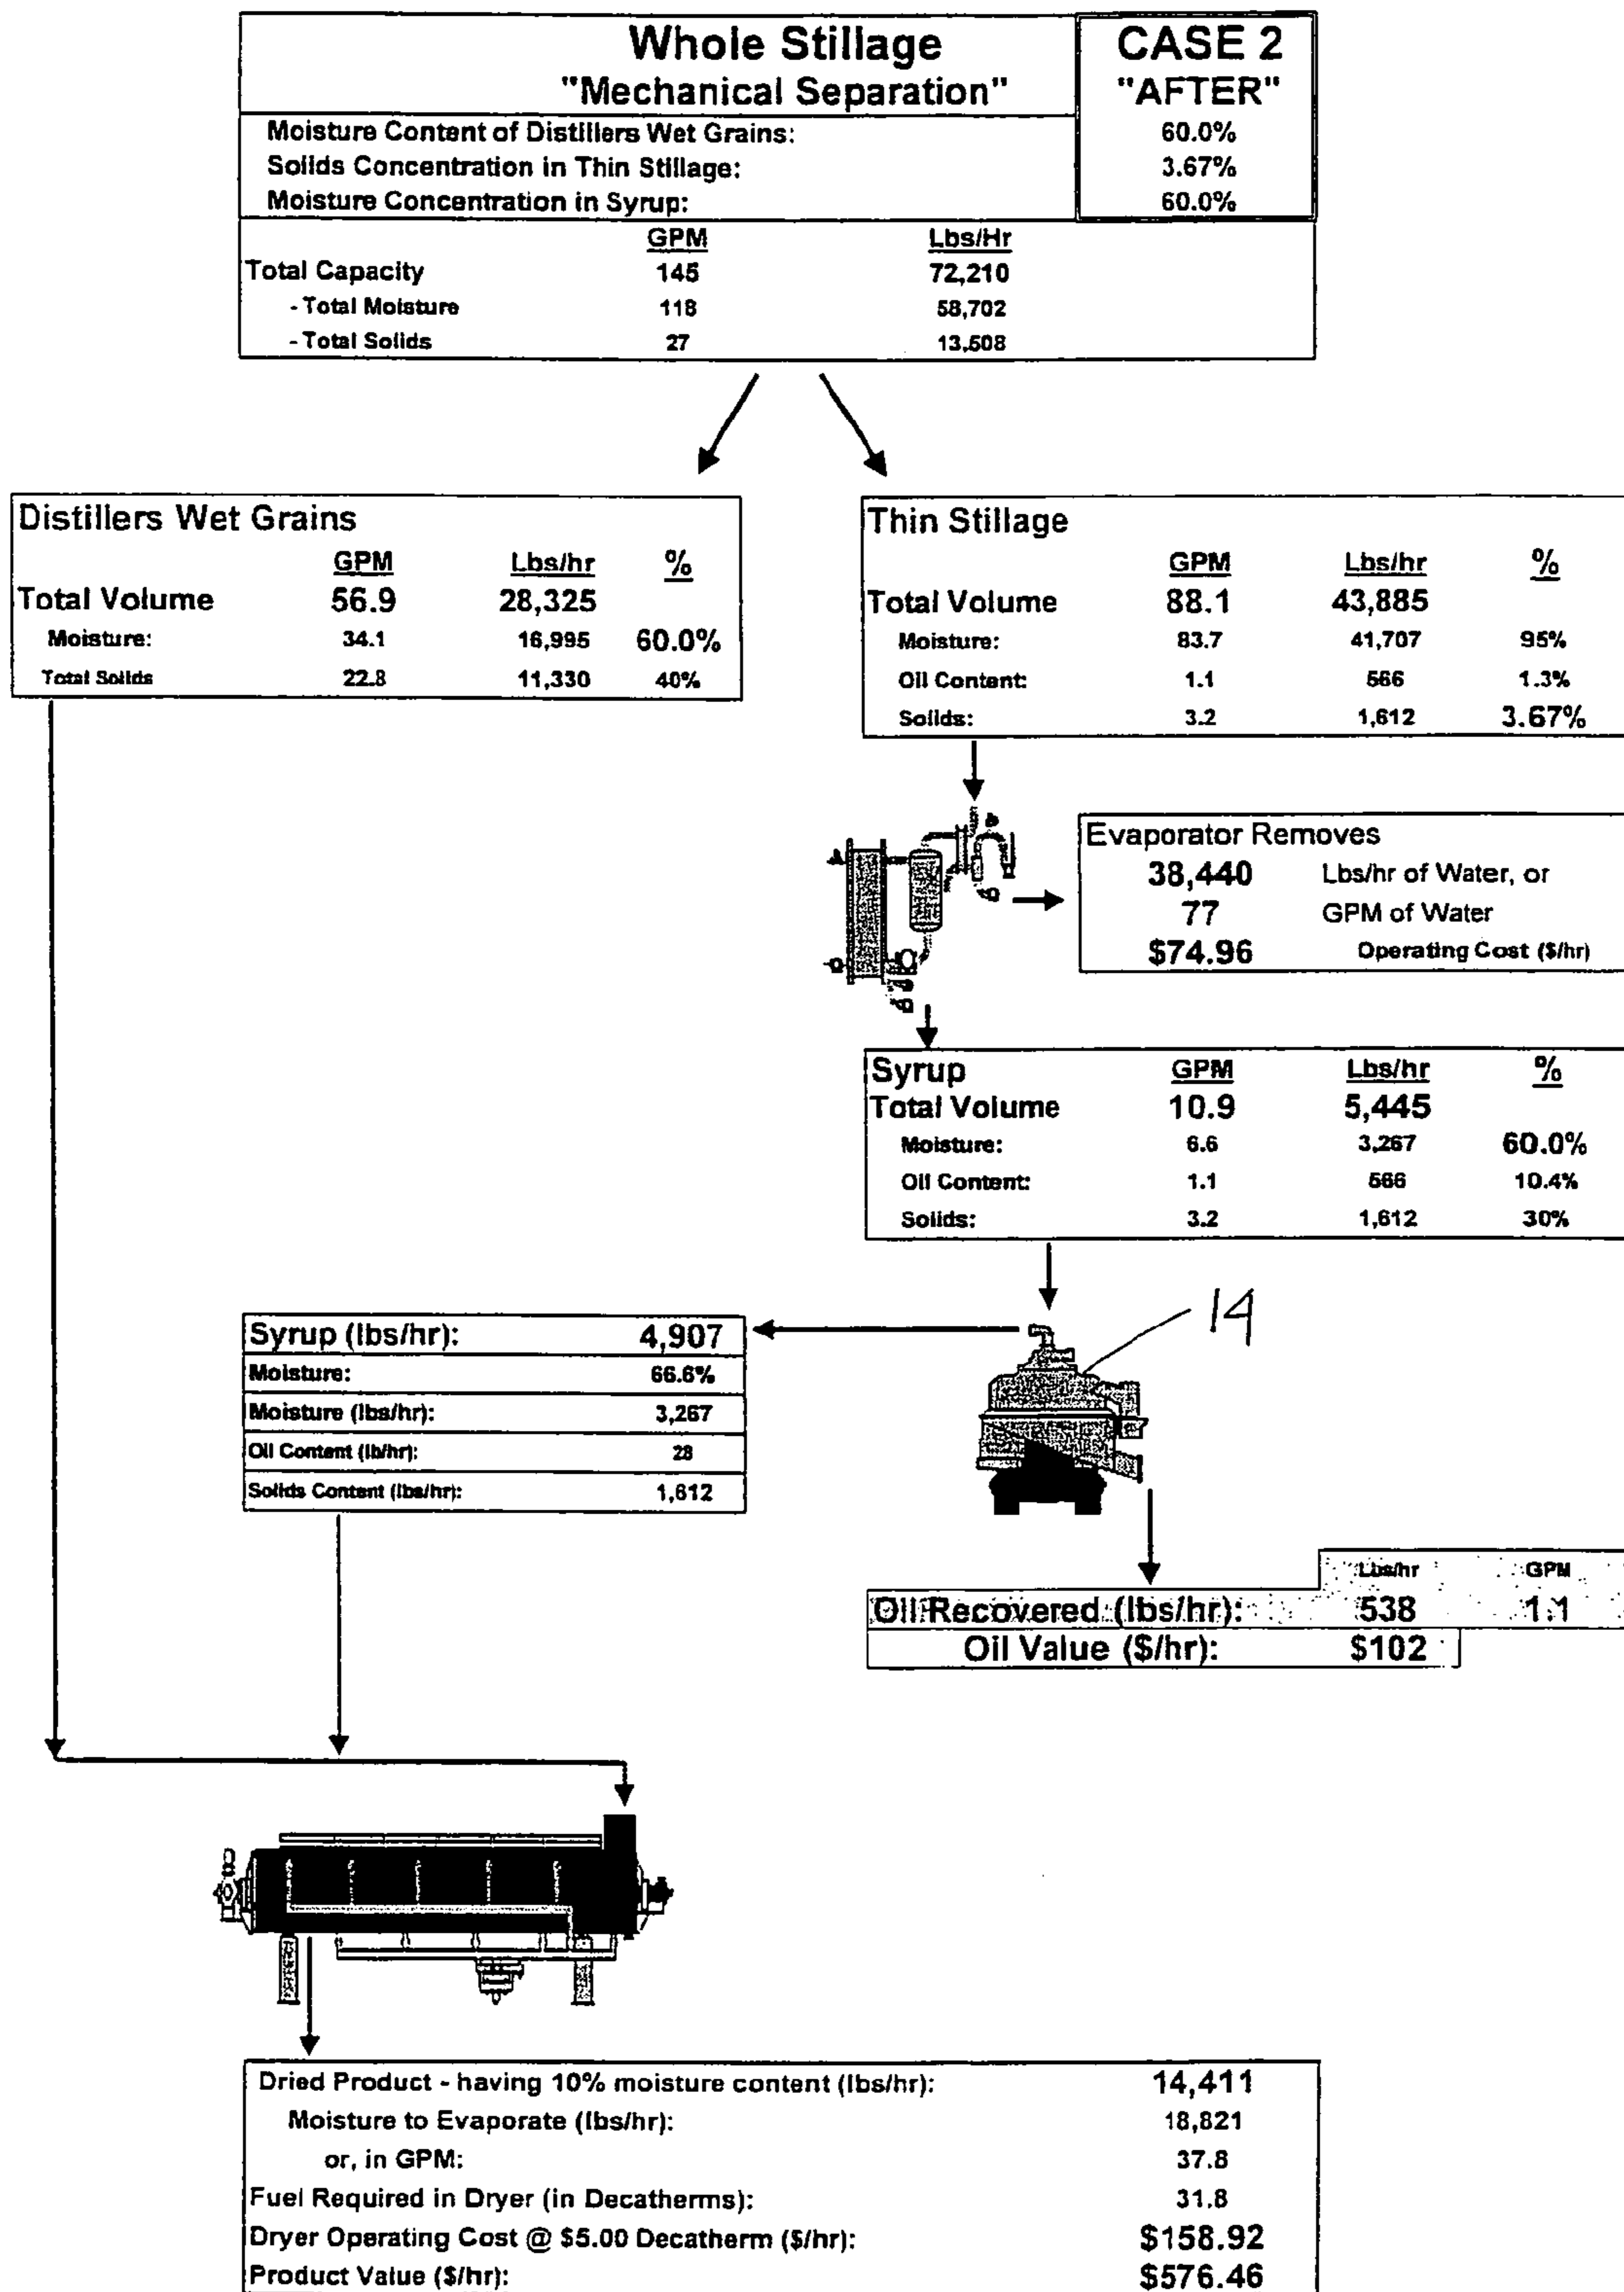 Whole Stillage CASE 2
"Mechanical Separation" "AFTER"
Moisture Content of Distillers Wet Grains: 60.0%
Solids Concentration in Thin Stillage: 3.67%
Moisture Concentration in Syrup: 60.0%
GPM Lbs/Hr
Total Capacity 145 72,210
- Total Moisture 118 58,702
- Total Solids 27 13,508
Distillers Wet Grains
GPM Lbs/hr %
Total Volume 56.9 28,325
Moisture: 34.1 16,995 60.0%
Total Solids 22.8 11,330 40%
Thin Stillage
GPM Lbs/hr %
Total Volume 88.1 43,885
Moisture: 83.7 41,707 95%
Oil Content: 1.1 566 1.3%
Solids: 3.2 1,612 3.67%
Evaporator Removes
38,440 Lbs/hr of Water, or
77 GPM of Water
$74.96 Operating Cost ($/hr)
Syrup GPM Lbs/hr %
Total Volume 10.9 5,445
Moisture: 6.6 3,267 60.0%
Oil Content: 1.1 566 10.4%
Solids: 3.2 1,612 30%
14
Syrup (lbs/hr): 4,907
Moisture: 66.6%
Moisture (lbs/hr): 3,267
Oil Content (lb/hr): 28
Solids Content (lbs/hr): 1,612
Lbs/hr GPM
Oil Recovered (lbs/hr): 538 1.1
Oil Value ($/hr): $102
Dried Product - having 10% moisture content (lbs/hr): 14,411
Moisture to Evaporate (lbs/hr): 18,821
or, in GPM: 37.8
Fuel Required in Dryer (in Decatherms): 31.8
Dryer Operating Cost @ $5.00 Decatherm ($/hr): $158.92
Product Value ($/hr): $576.46